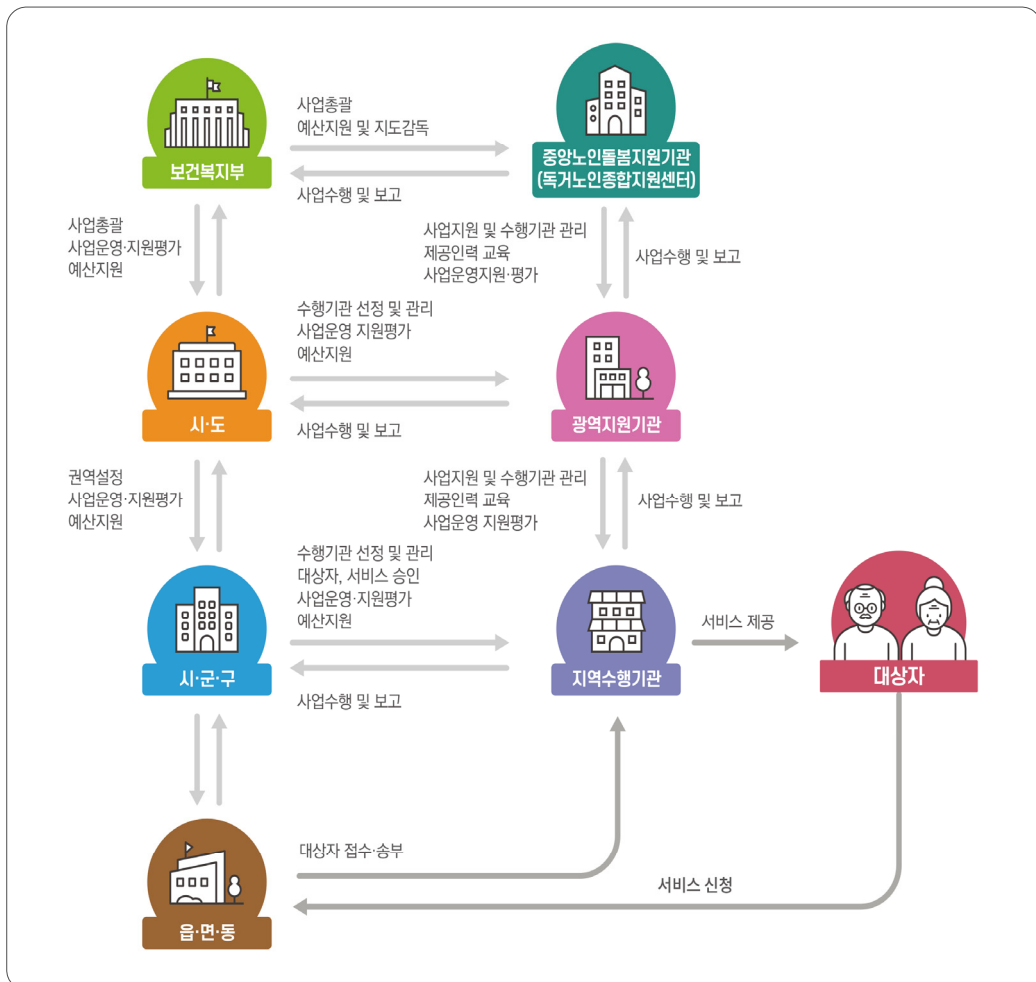 사업총괄
예산지원 및 지도감독
보건복지부
중앙노인돌봄지원기관
(독거노인종합지원센터)
사업수행 및 보고
사업총괄
사업운영·지원평가
예산지원
사업지원 및 수행기관 관리
제공인력 교육
사업운영지원·평가
사업수행 및 보고
수행기관 선정 및 관리
사업운영 지원평가
예산지원
시·도
광역지원기관
사업수행 및 보고
권역설정
사업운영·지원평가
예산지원
사업지원 및 수행기관 관리
제공인력 교육
사업운영 지원평가
사업수행 및 보고
수행기관 선정 및 관리
대상자, 서비스 승인
사업운영·지원평가
예산지원
서비스 제공
시·군·구
지역수행기관
대상자
사업수행 및 보고
대상자 접수·송부
서비스 신청
읍·면·동